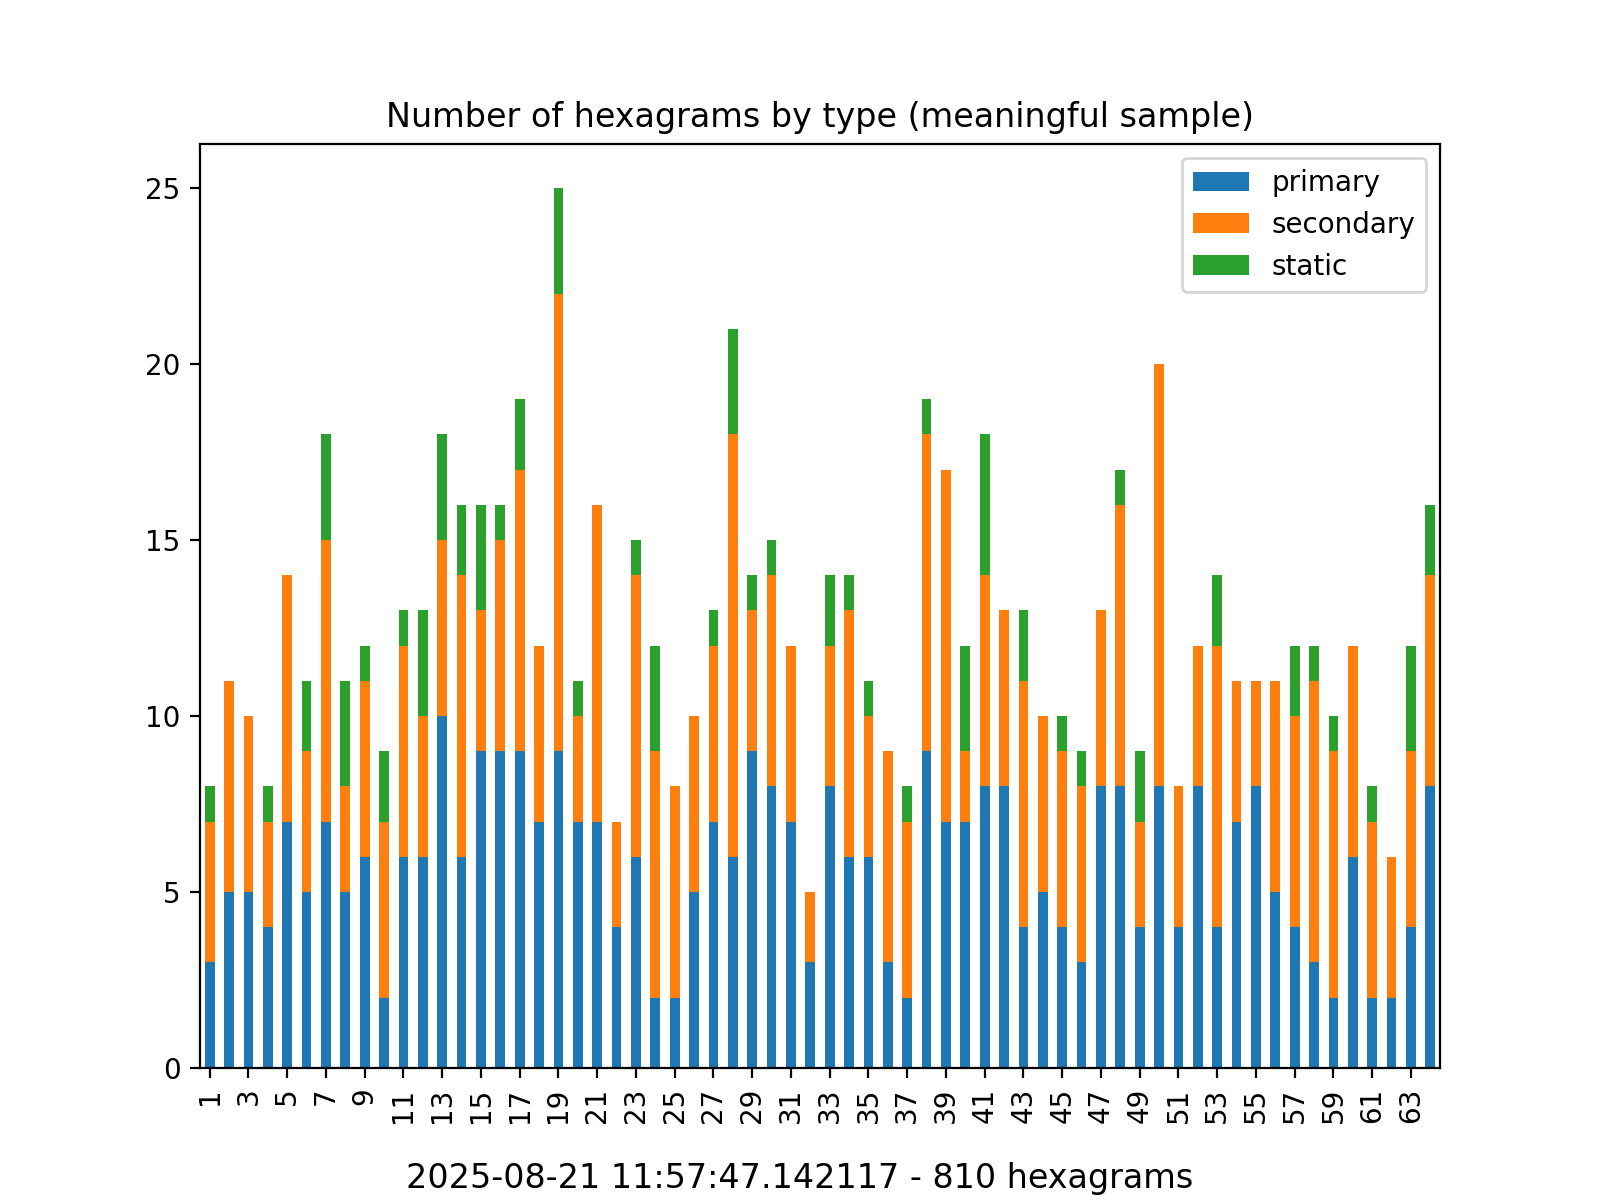 Number of hexagrams by type (meaningful sample)
primary
secondary
static
25
20
15
10
5
0
1 3 5 7 9 11 13 15 17 19 21 23 25 27 29 31 33 35 37 39 41 43 45 47 49 51 53 55 57 59 61 63
2025-08-21 11:57:47.142117 - 810 hexagrams